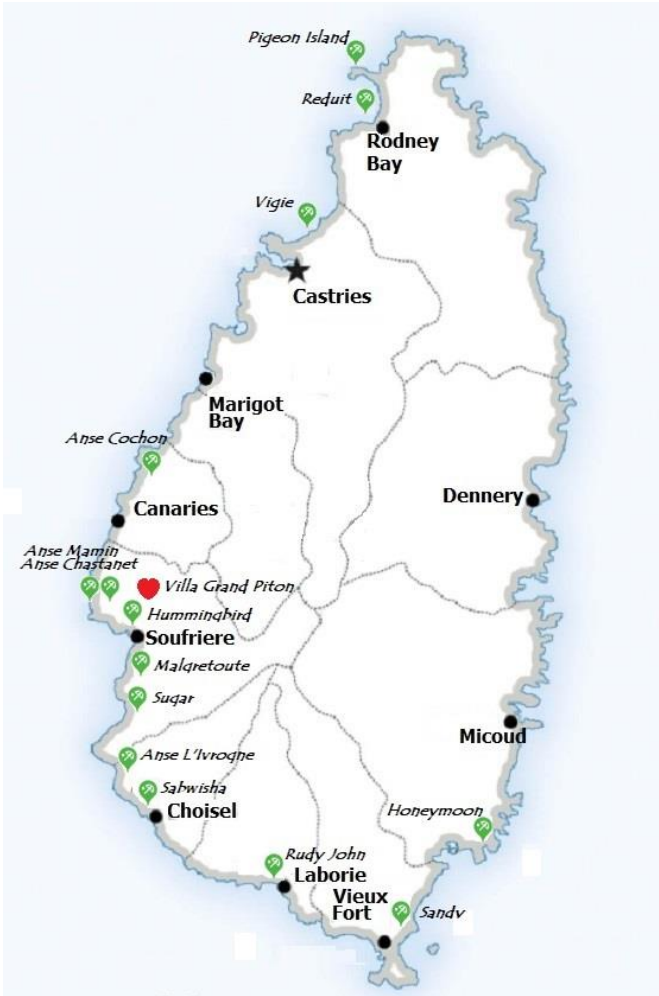 Pigeon Island
Reduit
Rodney
Bay
Vigie
Castries
Marigot
Bay
Anse Cochon
Canaries
Dennery
Anse Mamin
Anse Chastanet
Villa Grand Piton
Hummingbird
Soufriere
Malgretoute
Sugar
Micoud
Anse L'Ivrogne
Sabwisha
Choisel
Honeymoon
Rudy John
Laborie
Vieux
Fort
Sandy